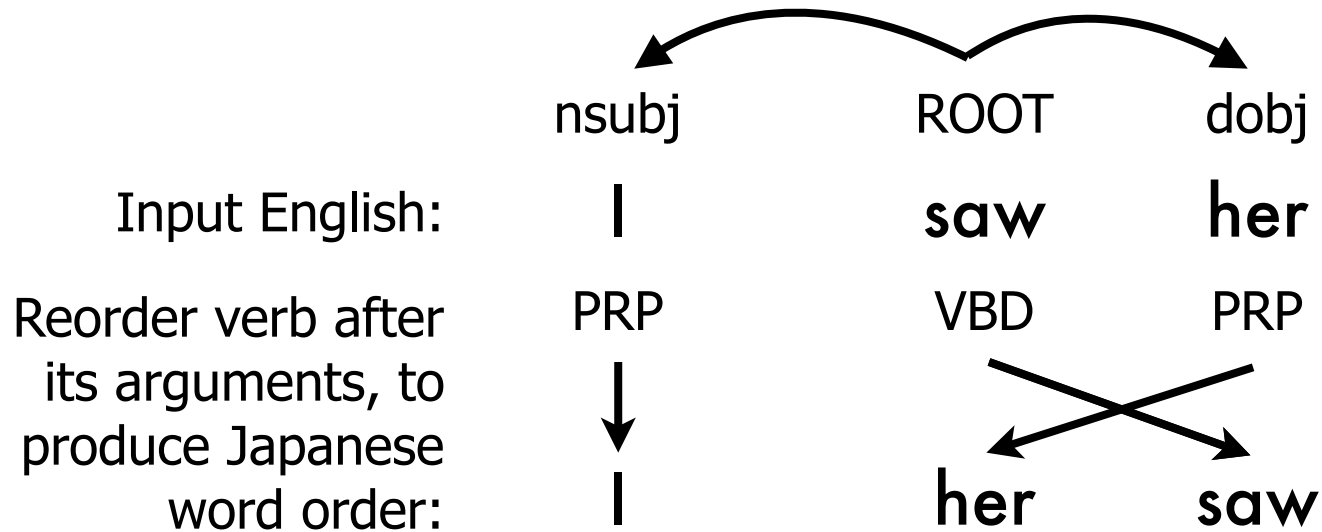 nsubj ROOT dobj
Input English: I saw her
PRP VBD PRP
Reorder verb after
its arguments, to
produce Japanese
word order: I her saw